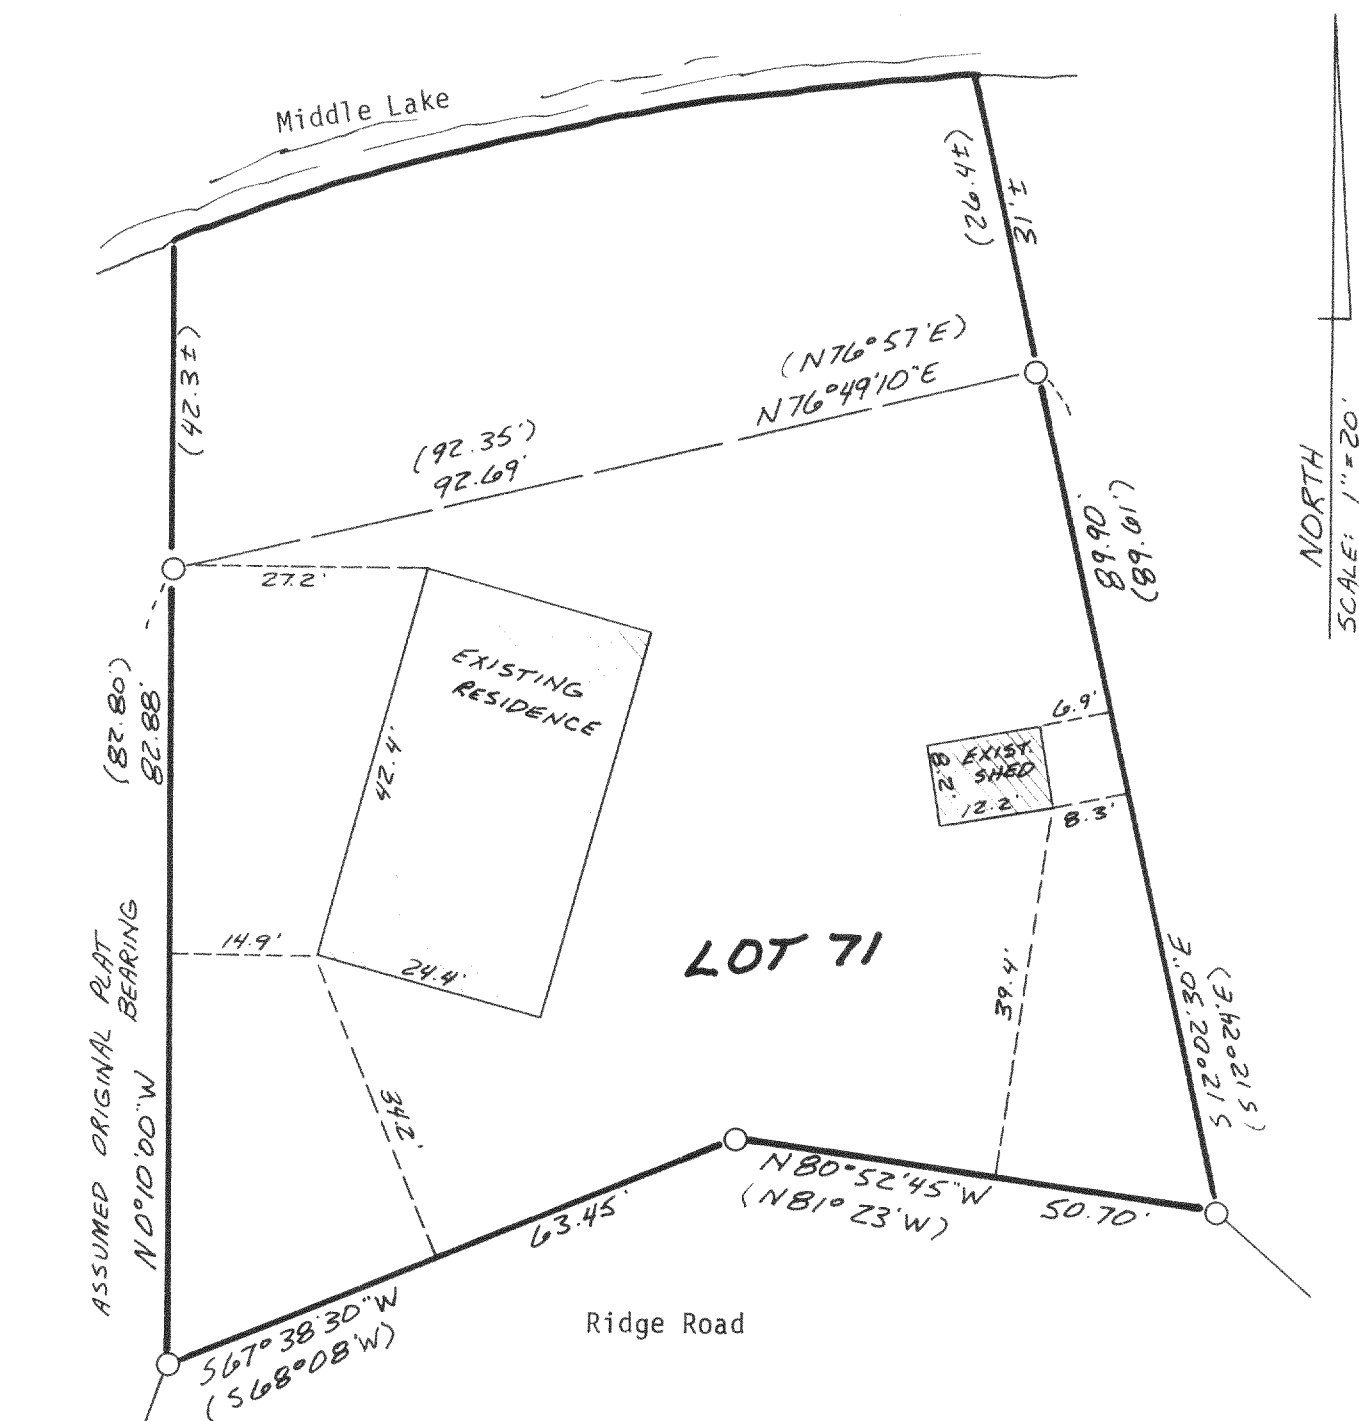 Middle Lake
(26.4±)
31'±
(42.3±)
(N76°57'E)
N76°49'10"E
(92.35')
92.69'
NORTH
SCALE: 1"=20'
27.2'
89.90'
(89.61')
EXISTING
RESIDENCE
(82.80')
82.88'
42.4'
6.9'
EXIST.
SHED
8.2'
12.2'
8.3'
14.9'
24.4'
LOT 71
39.4'
ASSUMED ORIGINAL PLAT
BEARING
N0°10'00"W
34.2'
S12°02'30"E
(S12°24'E)
N80°52'45"W
(N81°23'W)
50.70'
63.45'
S67°38'30"W
(S68°08'W)
Ridge Road